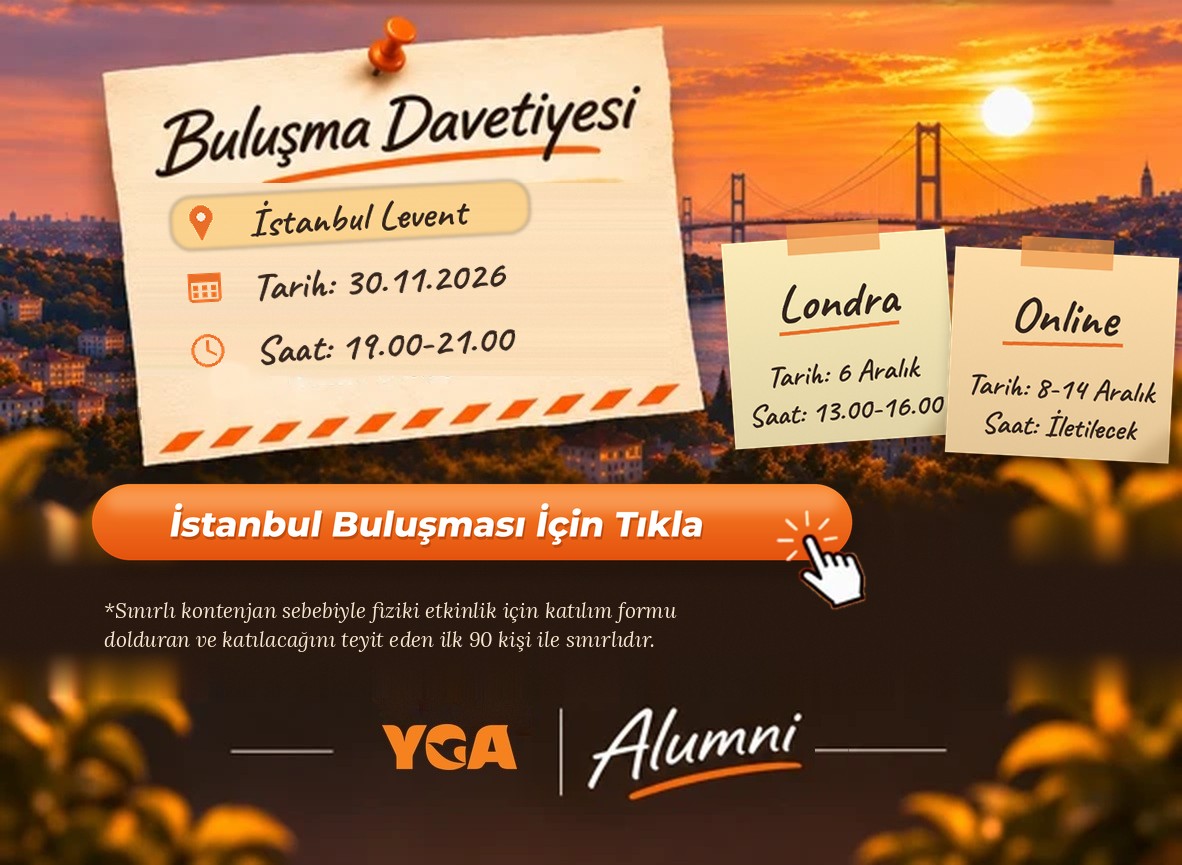 Buluşma Davetiyesi
İstanbul Levent
Tarih: 30.11.2026
Saat: 19.00-21.00
Londra
Tarih: 6 Aralık
Saat: 13.00-16.00
Online
Tarih: 8-14 Aralık
Saat: İletilecek
İstanbul Buluşması İçin Tıkla
*Sınırlı kontenjan sebebiyle fiziki etkinlik için katılım formu
dolduran ve katılacağını teyit eden ilk 90 kişi ile sınırlıdır.
YGA
Alumni